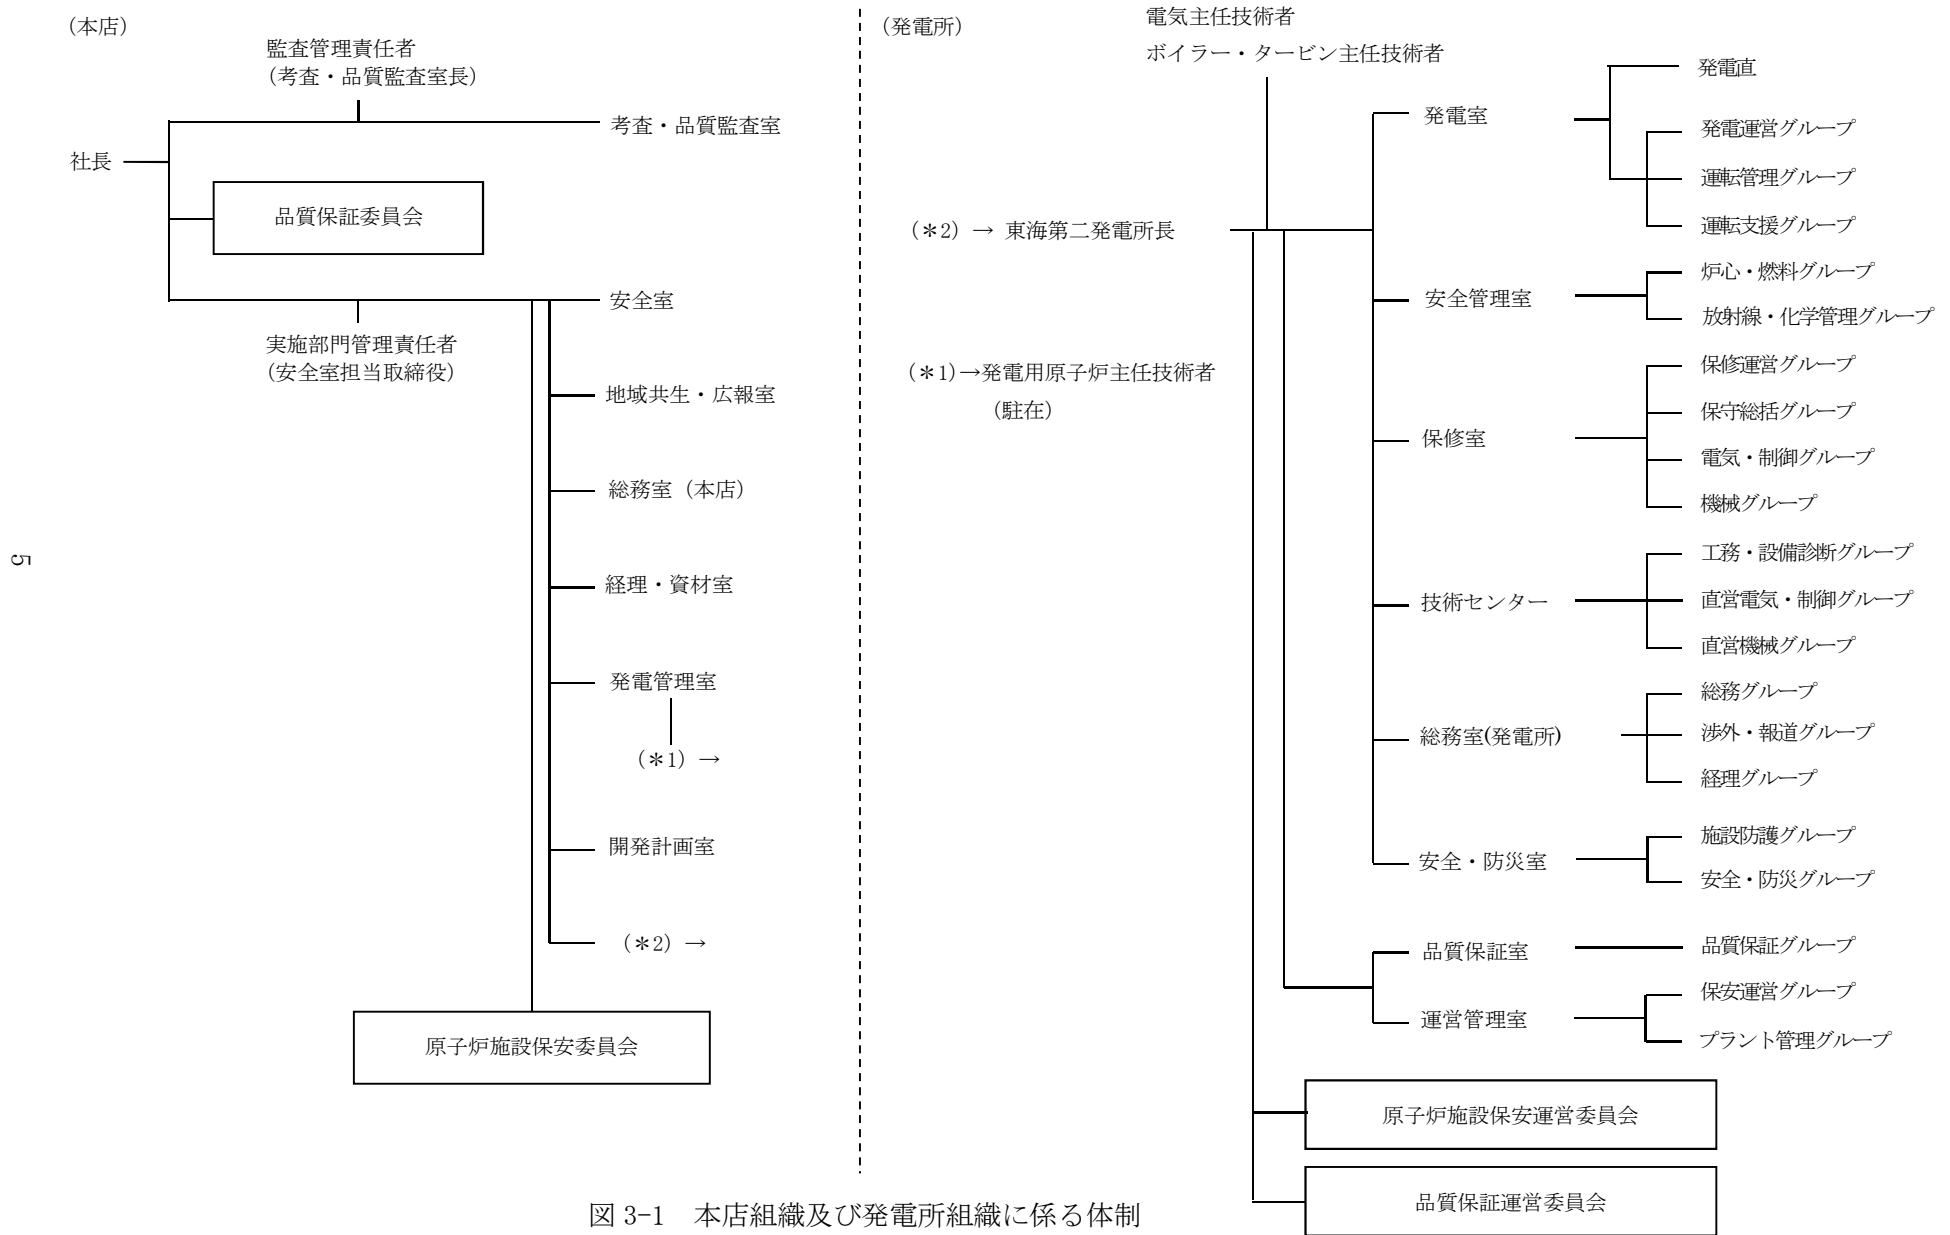 (本店)
監査管理責任者
(考査・品質監査室長)
考査・品質監査室
社長
品質保証委員会
安全室
実施部門管理責任者
(安全室担当取締役)
地域共生・広報室
総務室（本店）
経理・資材室
発電管理室
（＊1）→
開発計画室
（＊2）→
原子炉施設保安委員会
(発電所)
電気主任技術者
ボイラー・タービン主任技術者
（＊2）→ 東海第二発電所長
（＊1）→発電用原子炉主任技術者
（駐在）
発電室
発電直
発電運営グループ
運転管理グループ
運転支援グループ
安全管理室
炉心・燃料グループ
放射線・化学管理グループ
保修室
保修運営グループ
保守総括グループ
電気・制御グループ
機械グループ
技術センター
工務・設備診断グループ
直営電気・制御グループ
直営機械グループ
総務室(発電所)
総務グループ
渉外・報道グループ
経理グループ
安全・防災室
施設防護グループ
安全・防災グループ
品質保証室
品質保証グループ
運営管理室
保安運営グループ
プラント管理グループ
原子炉施設保安運営委員会
品質保証運営委員会
図 3-1　本店組織及び発電所組織に係る体制
5